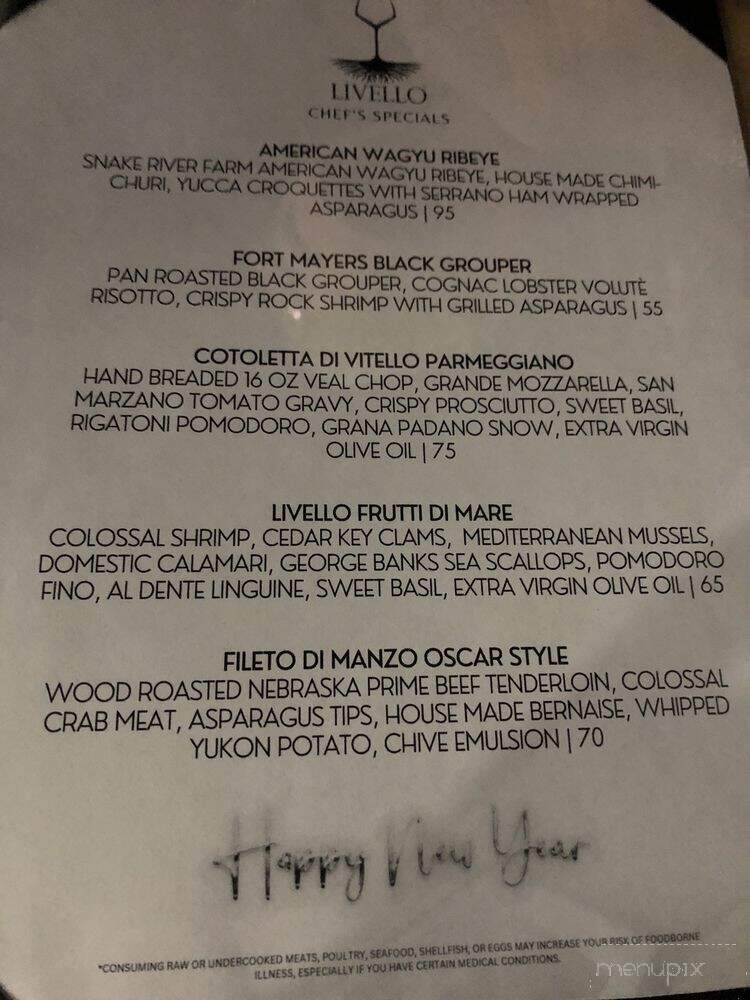 LIVELLO
CHEF'S SPECIALS
AMERICAN WAGYU RIBEYE
SNAKE RIVER FARM AMERICAN WAGYU RIBEYE, HOUSE MADE CHIMI-
CHURI, YUCCA CROQUETTES WITH SERRANO HAM WRAPPED
ASPARAGUS | 95
FORT MAYERS BLACK GROUPER
PAN ROASTED BLACK GROUPER, COGNAC LOBSTER VOLUTÈ
RISOTTO, CRISPY ROCK SHRIMP WITH GRILLED ASPARAGUS | 55
COTOLETTA DI VITELLO PARMEGGIANO
HAND BREADED 16 OZ VEAL CHOP, GRANDE MOZZARELLA, SAN
MARZANO TOMATO GRAVY, CRISPY PROSCIUTTO, SWEET BASIL,
RIGATONI POMODORO, GRANA PADANO SNOW, EXTRA VIRGIN
OLIVE OIL | 75
LIVELLO FRUTTI DI MARE
COLOSSAL SHRIMP, CEDAR KEY CLAMS, MEDITERRANEAN MUSSELS,
DOMESTIC CALAMARI, GEORGE BANKS SEA SCALLOPS, POMODORO
FINO, AL DENTE LINGUINE, SWEET BASIL, EXTRA VIRGIN OLIVE OIL | 65
FILETO DI MANZO OSCAR STYLE
WOOD ROASTED NEBRASKA PRIME BEEF TENDERLOIN, COLOSSAL
CRAB MEAT, ASPARAGUS TIPS, HOUSE MADE BERNAISE, WHIPPED
YUKON POTATO, CHIVE EMULSION | 70
Happy New Year
*CONSUMING RAW OR UNDERCOOKED MEATS, POULTRY, SEAFOOD, SHELLFISH, OR EGGS MAY INCREASE YOUR RISK OF FOODBORNE
ILLNESS, ESPECIALLY IF YOU HAVE CERTAIN MEDICAL CONDITIONS.
menupix